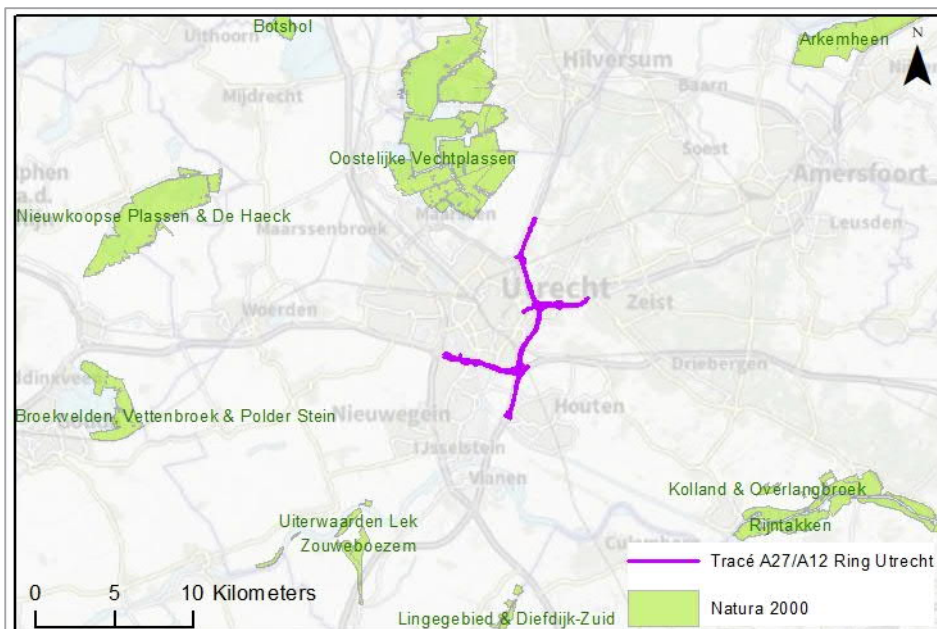 Botshol
Uithoorn
Arkemheen
N
Hilversum
Mijdrecht
Baarn
Oostelijke Vechtplassen
Soest
Amersfoort
Nieuwkoopse Plassen & De Haeck
Maarssen
Maarssenbroek
Leusden
Utrecht
Zeist
Woerden
Driebergen
Broekvelden, Vettenbroek & Polder Stein
Nieuwegein
Houten
IJsselstein
Vianen
Kolland & Overlangbroek
Uiterwaarden Lek
Rijntakken
Zouweboezem
Culemborg
Tracé A27/A12 Ring Utrecht
0 5 10 Kilometers
Natura 2000
Lingegebied & Diefdijk-Zuid